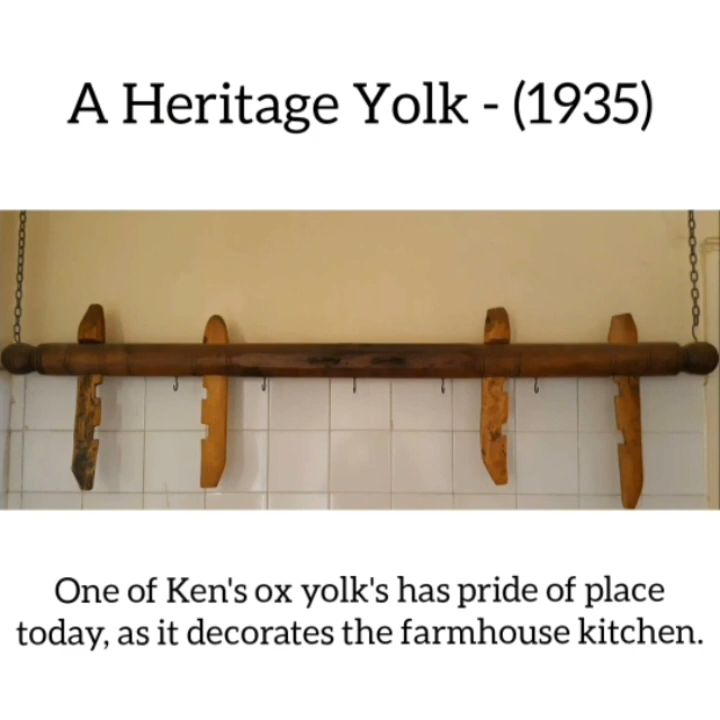 A Heritage Yolk - (1935)
One of Ken's ox yolk's has pride of place
today, as it decorates the farmhouse kitchen.